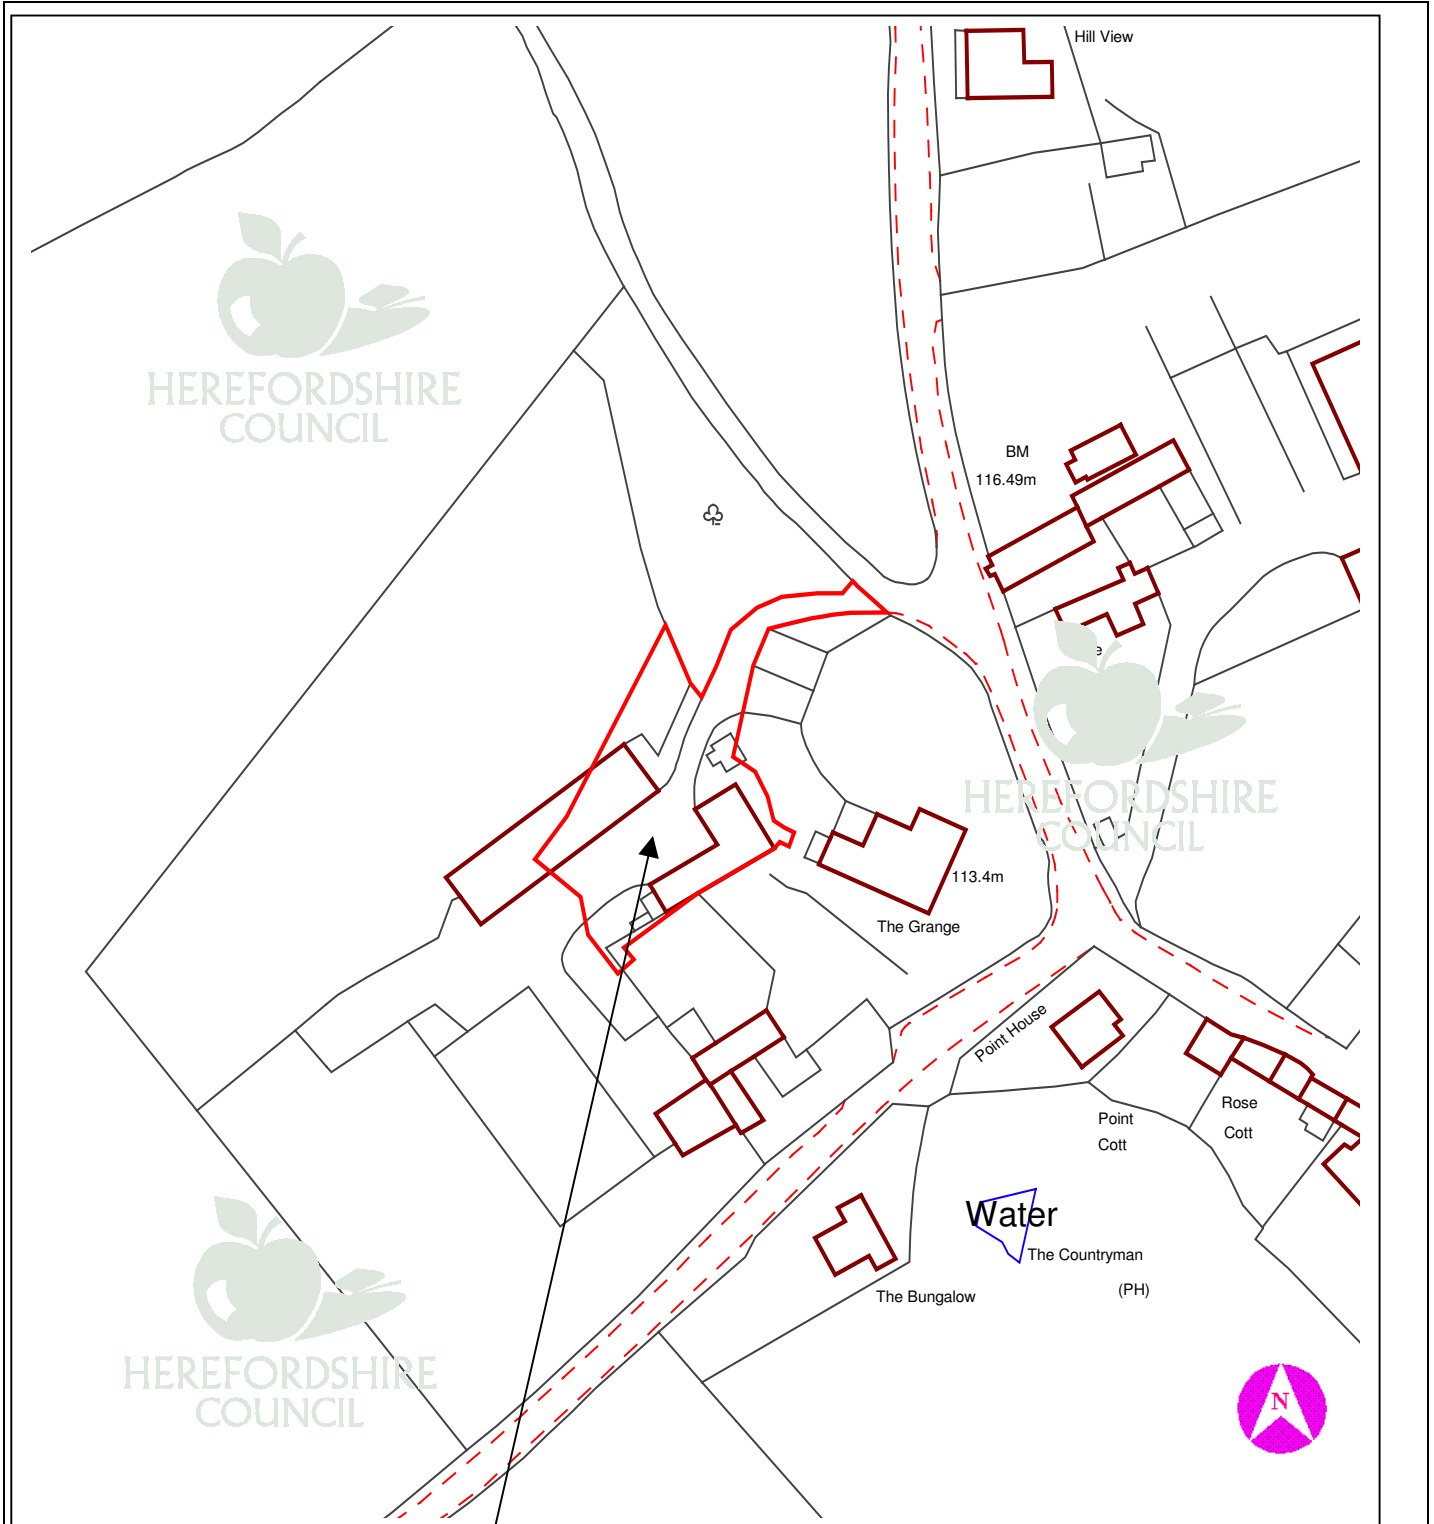 Hill View
HEREFORDSHIRE
COUNCIL
BM
116.49m
e
HEREFORDSHIRE
COUNCIL
113.4m
The Grange
Point House
Rose
Cott
Point
Cott
Water
The Countryman
(PH)
The Bungalow
HEREFORDSHIRE
COUNCIL
N